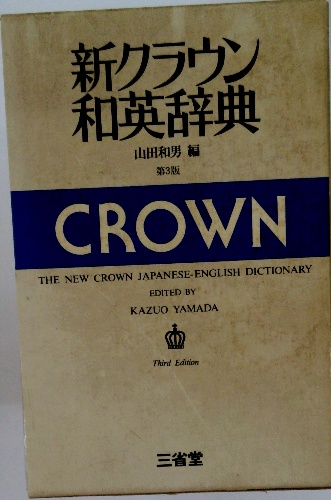 新クラウン
和英辞典
山田和男 編
第3版
CROWN
THE NEW CROWN JAPANESE-ENGLISH DICTIONARY
EDITED BY
KAZUO YAMADA
Third Edition
三省堂